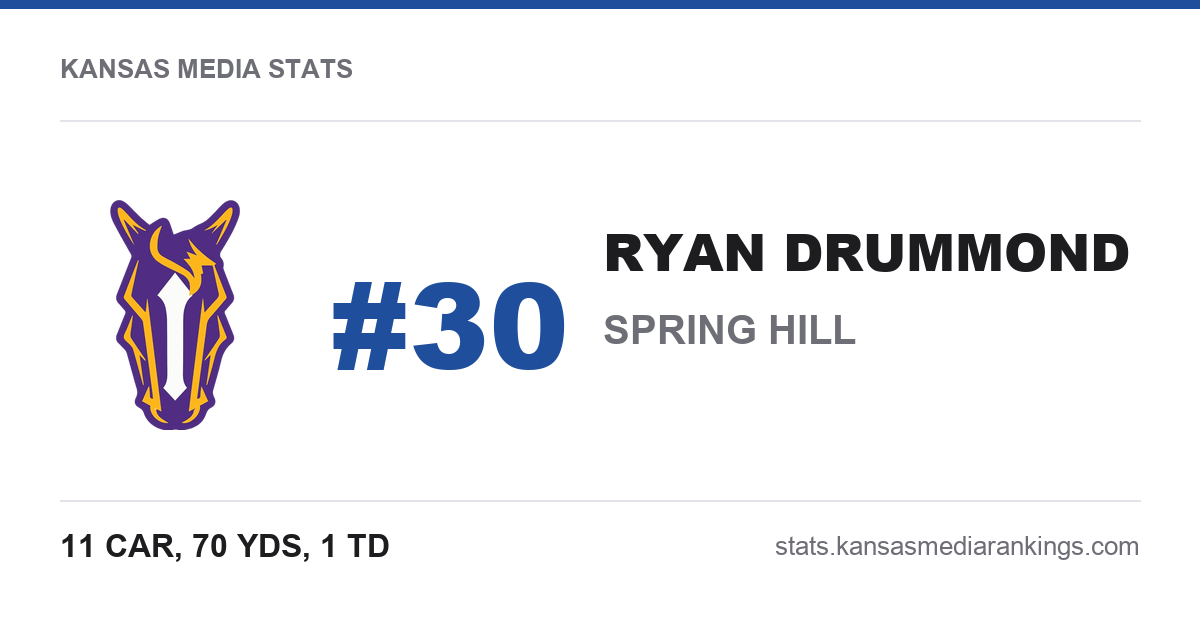 KANSAS MEDIA STATS
#30
RYAN DRUMMOND
SPRING HILL
11 CAR, 70 YDS, 1 TD
stats.kansasmediarankings.com